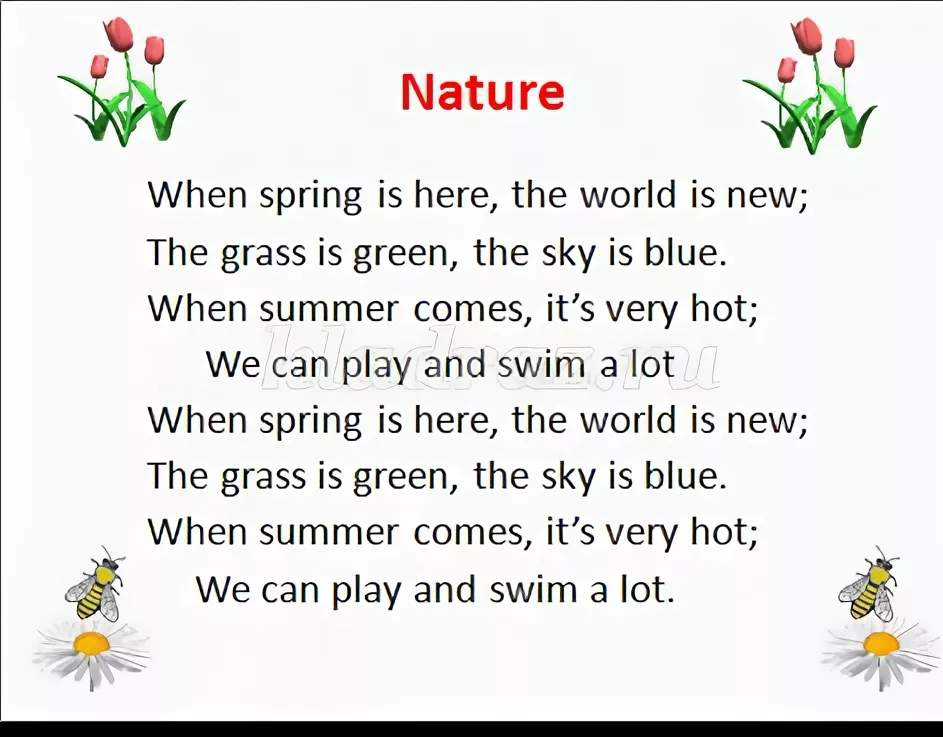 Nature
When spring is here, the world is new;
The grass is green, the sky is blue.
When summer comes, it's very hot;
We can play and swim a lot
kladraz.ru
When spring is here, the world is new;
The grass is green, the sky is blue.
When summer comes, it's very hot;
We can play and swim a lot.